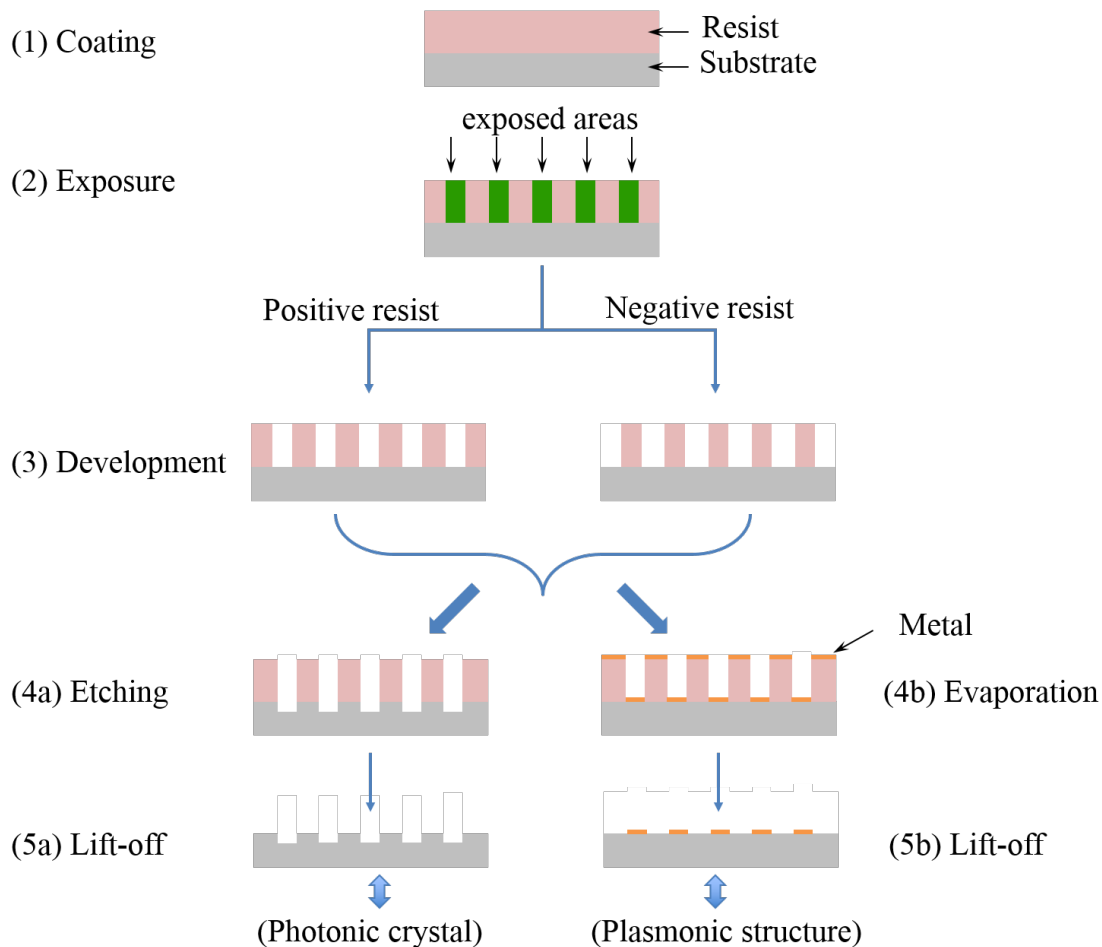 (1) Coating
Resist
Substrate
exposed areas
(2) Exposure
Positive resist
Negative resist
(3) Development
Metal
(4a) Etching
(4b) Evaporation
(5a) Lift-off
(5b) Lift-off
(Photonic crystal)
(Plasmonic structure)